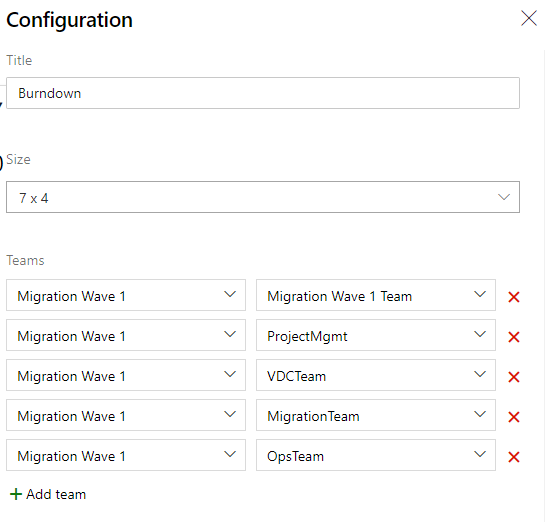 Configuration
Title
Burndown
Size
7 x 4
Teams
Migration Wave 1 Migration Wave 1 Team
Migration Wave 1 ProjectMgmt
Migration Wave 1 VDCTeam
Migration Wave 1 MigrationTeam
Migration Wave 1 OpsTeam
Add team